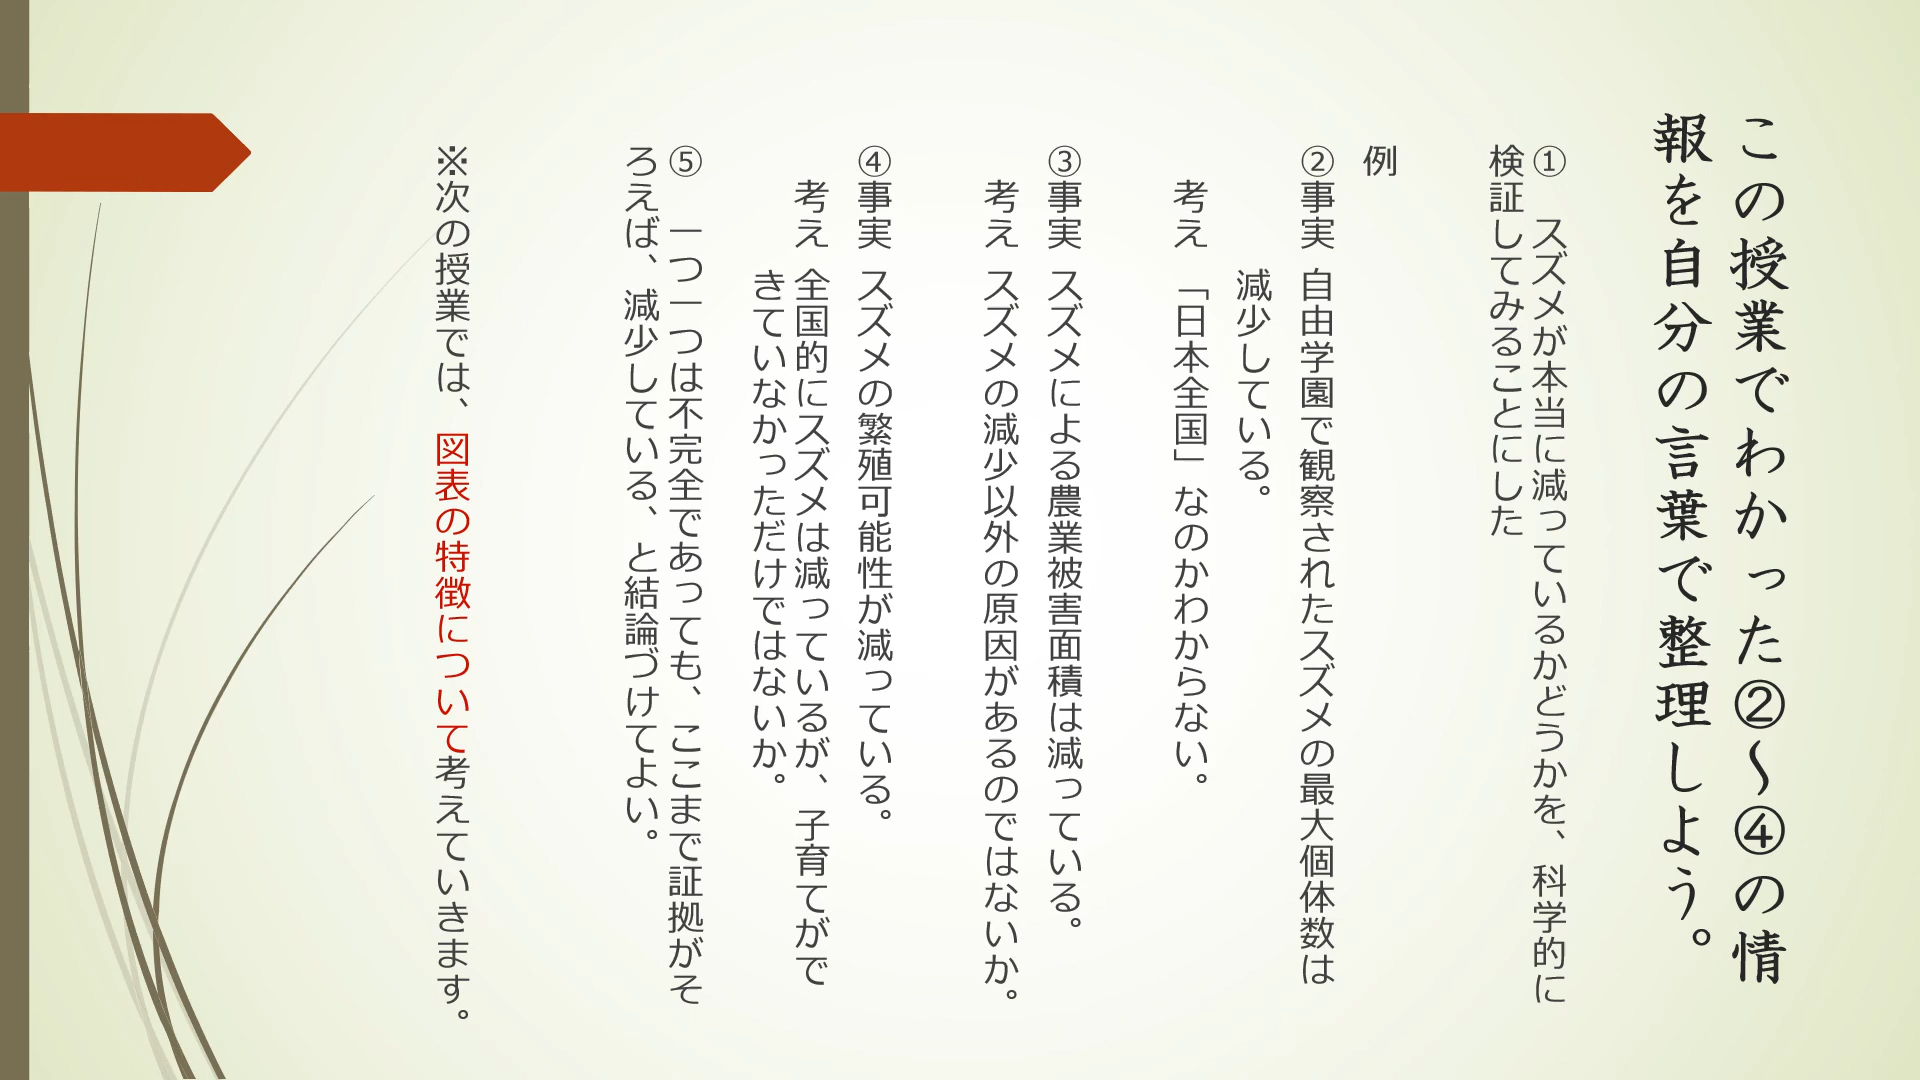 この授業でわかった②～④の情
報を自分の言葉で整理しよう。
①　スズメが本当に減っているかどうかを、科学的に
検証してみることにした
例
②事実　自由学園で観察されたスズメの最大個体数は
減少している。
考え　「日本全国」なのかわからない。
③事実　スズメによる農業被害面積は減っている。
考え　スズメの減少以外の原因があるのではないか。
④事実　スズメの繁殖可能性が減っている。
考え　全国的にスズメは減っているが、子育てがで
きていなかっただけではないか。
⑤　一つ一つは不完全であっても、ここまで証拠がそ
ろえば、減少している、と結論づけてよい。
※次の授業では、図表の特徴について考えていきます。